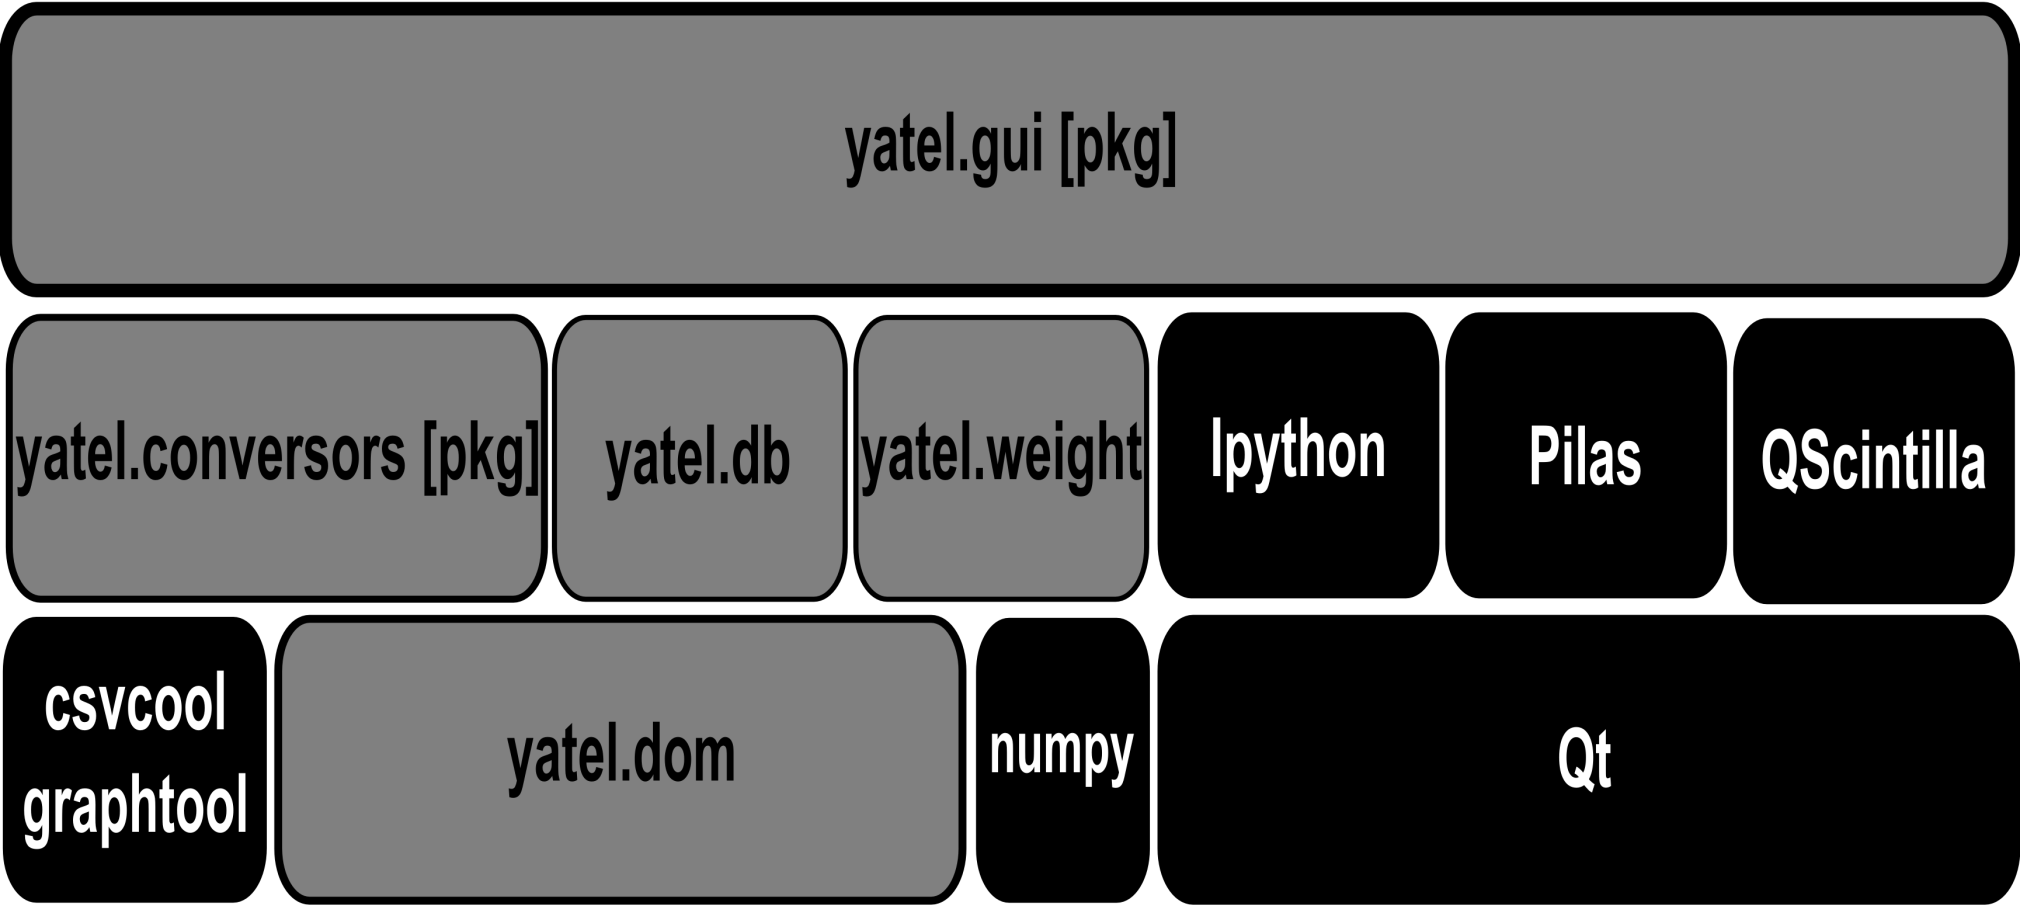 yatel.gui [pkg]
yatel.conversors [pkg]
yatel.db
yatel.weight
Ipython
Pilas
QScintilla
csvcool
graphtool
yatel.dom
numpy
Qt